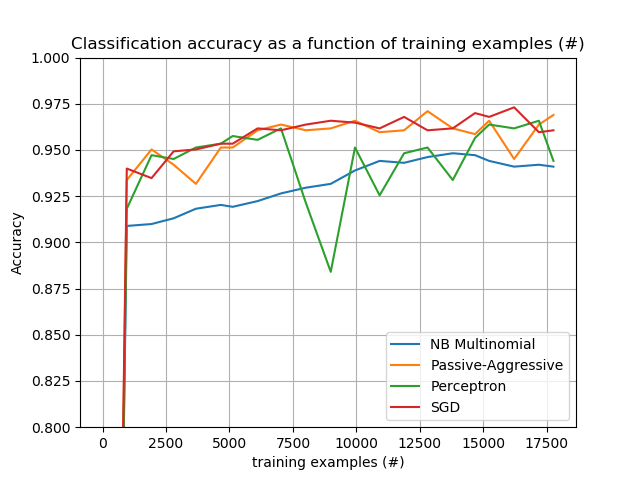 Classification accuracy as a function of training examples (#)
1.000
0.975
0.950
0.925
0.900
0.875
0.850
0.825
0.800
Accuracy
NB Multinomial
Passive-Aggressive
Perceptron
SGD
0 2500 5000 7500 10000 12500 15000 17500
training examples (#)